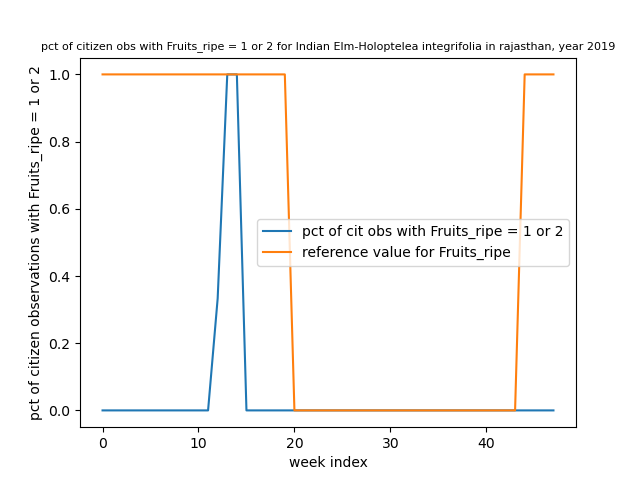 pct of citizen obs with Fruits_ripe = 1 or 2 for Indian Elm-Holoptelea integrifolia in rajasthan, year 2019
pct of citizen observations with Fruits_ripe = 1 or 2
1.0
0.8
0.6
0.4
0.2
0.0
pct of cit obs with Fruits_ripe = 1 or 2
reference value for Fruits_ripe
0 10 20 30 40
week index